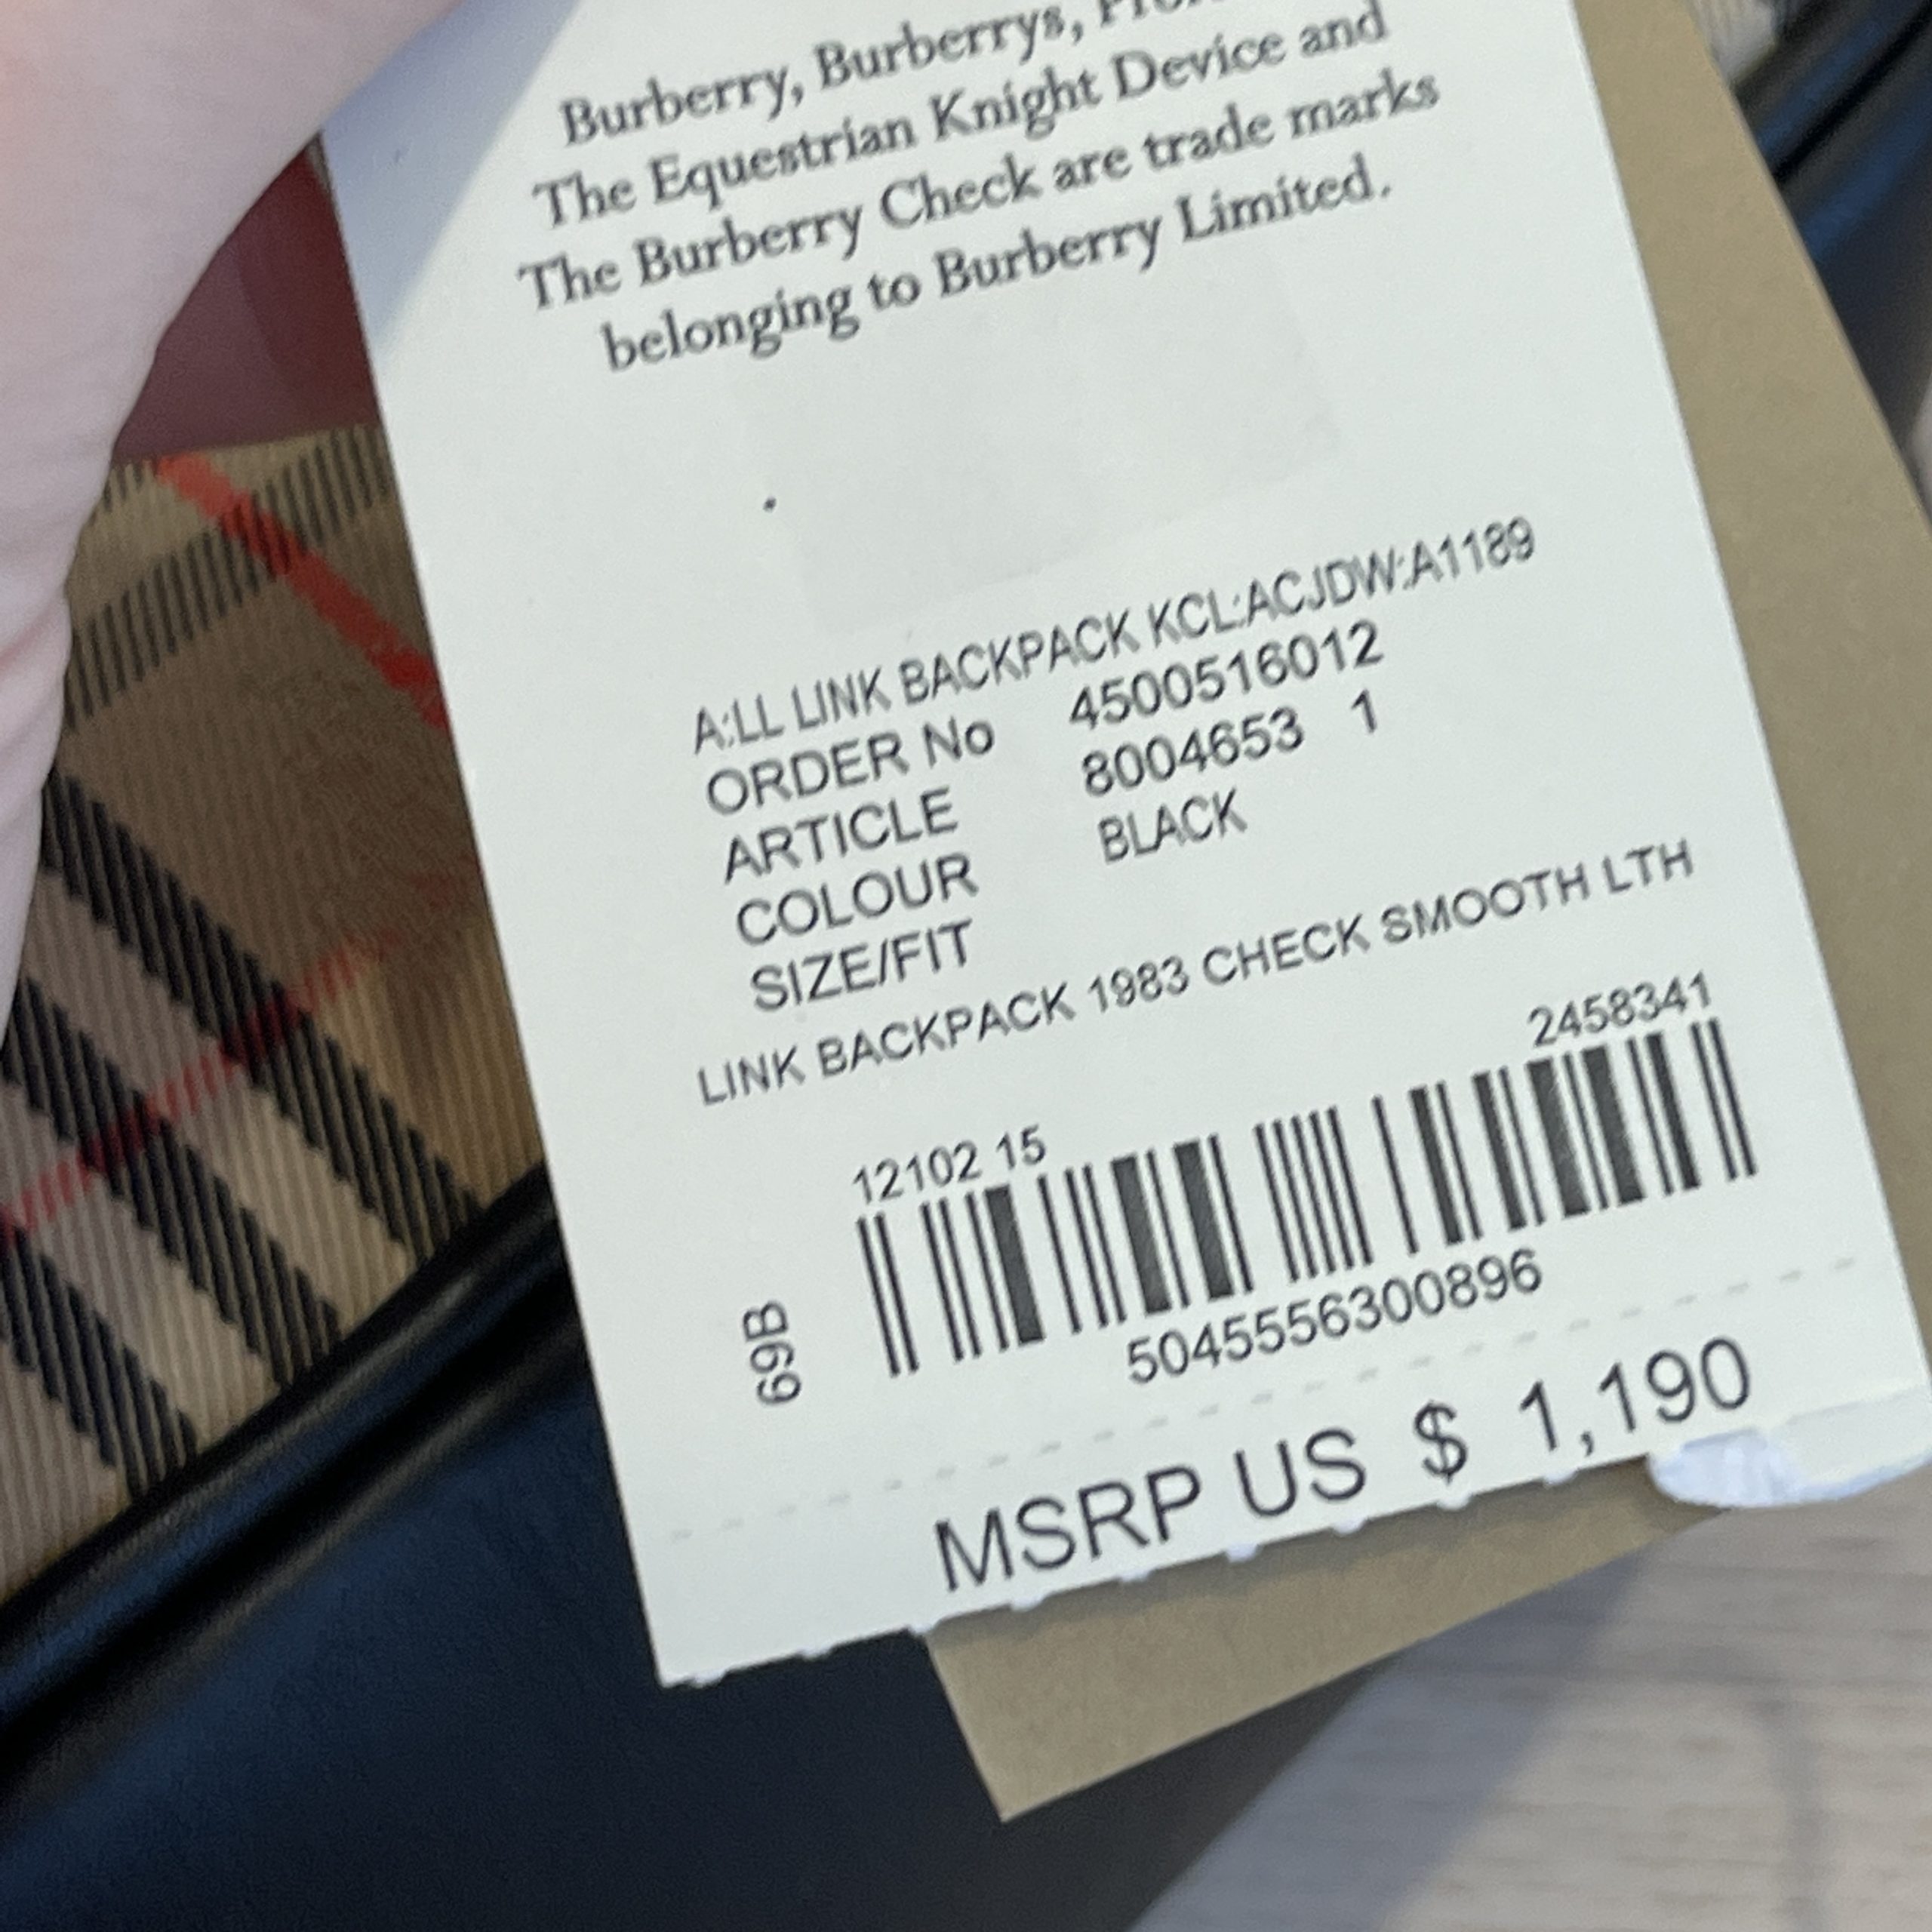 Burberry, Burberrys,
The Equestrian Knight Device and
The Burberry Check are trade marks
belonging to Burberry Limited.
A:LL LINK BACKPACK KCL:ACJDW:A1189
ORDER No 4500516012
ARTICLE 8004653 1
COLOUR BLACK
SIZE/FIT
LINK BACKPACK 1983 CHECK SMOOTH LTH
2458341
12102 15
69B
5045556300896
MSRP US $ 1,190